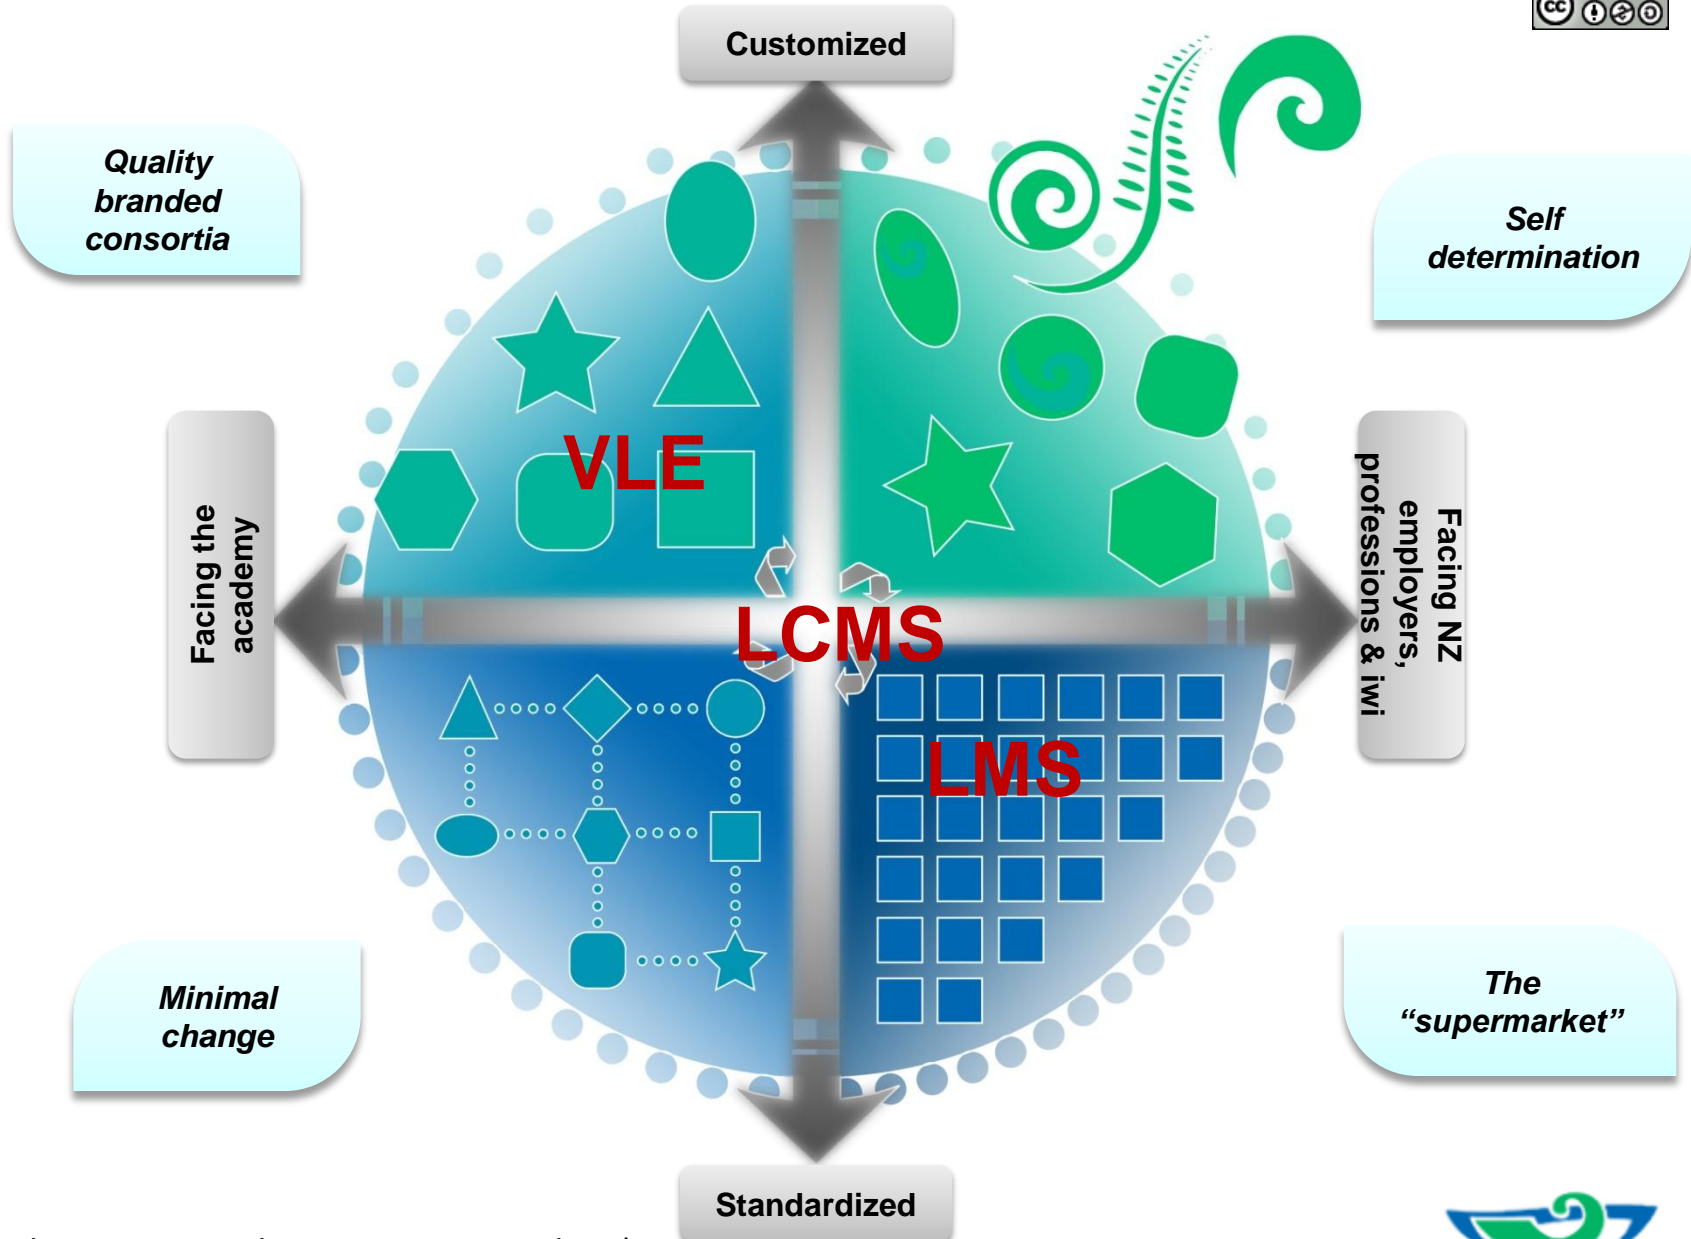 Customized
cc
Quality
branded
consortia
Self
determination
VLE
Facing the
academy
Facing NZ
employers,
professions & iwi
LCMS
LMS
Minimal
change
The
“supermarket”
Standardized